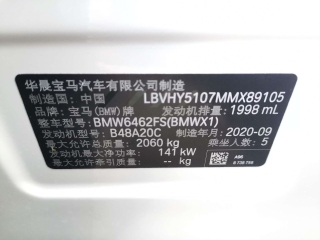 华晨宝马汽车有限公司制造
制造国：中国 LBVHY5107MMX89105
品牌：宝马(BMW)牌 发动机排量：1998 mL
整车型号：BMW6462FS(BMWX1)
发动机型号：B48A20C 制造年月：2020-09
最大允许总质量：2060 kg 乘坐人数：5
发动机最大净功率：141 kW
最大允许牵引质量：--/-- kg